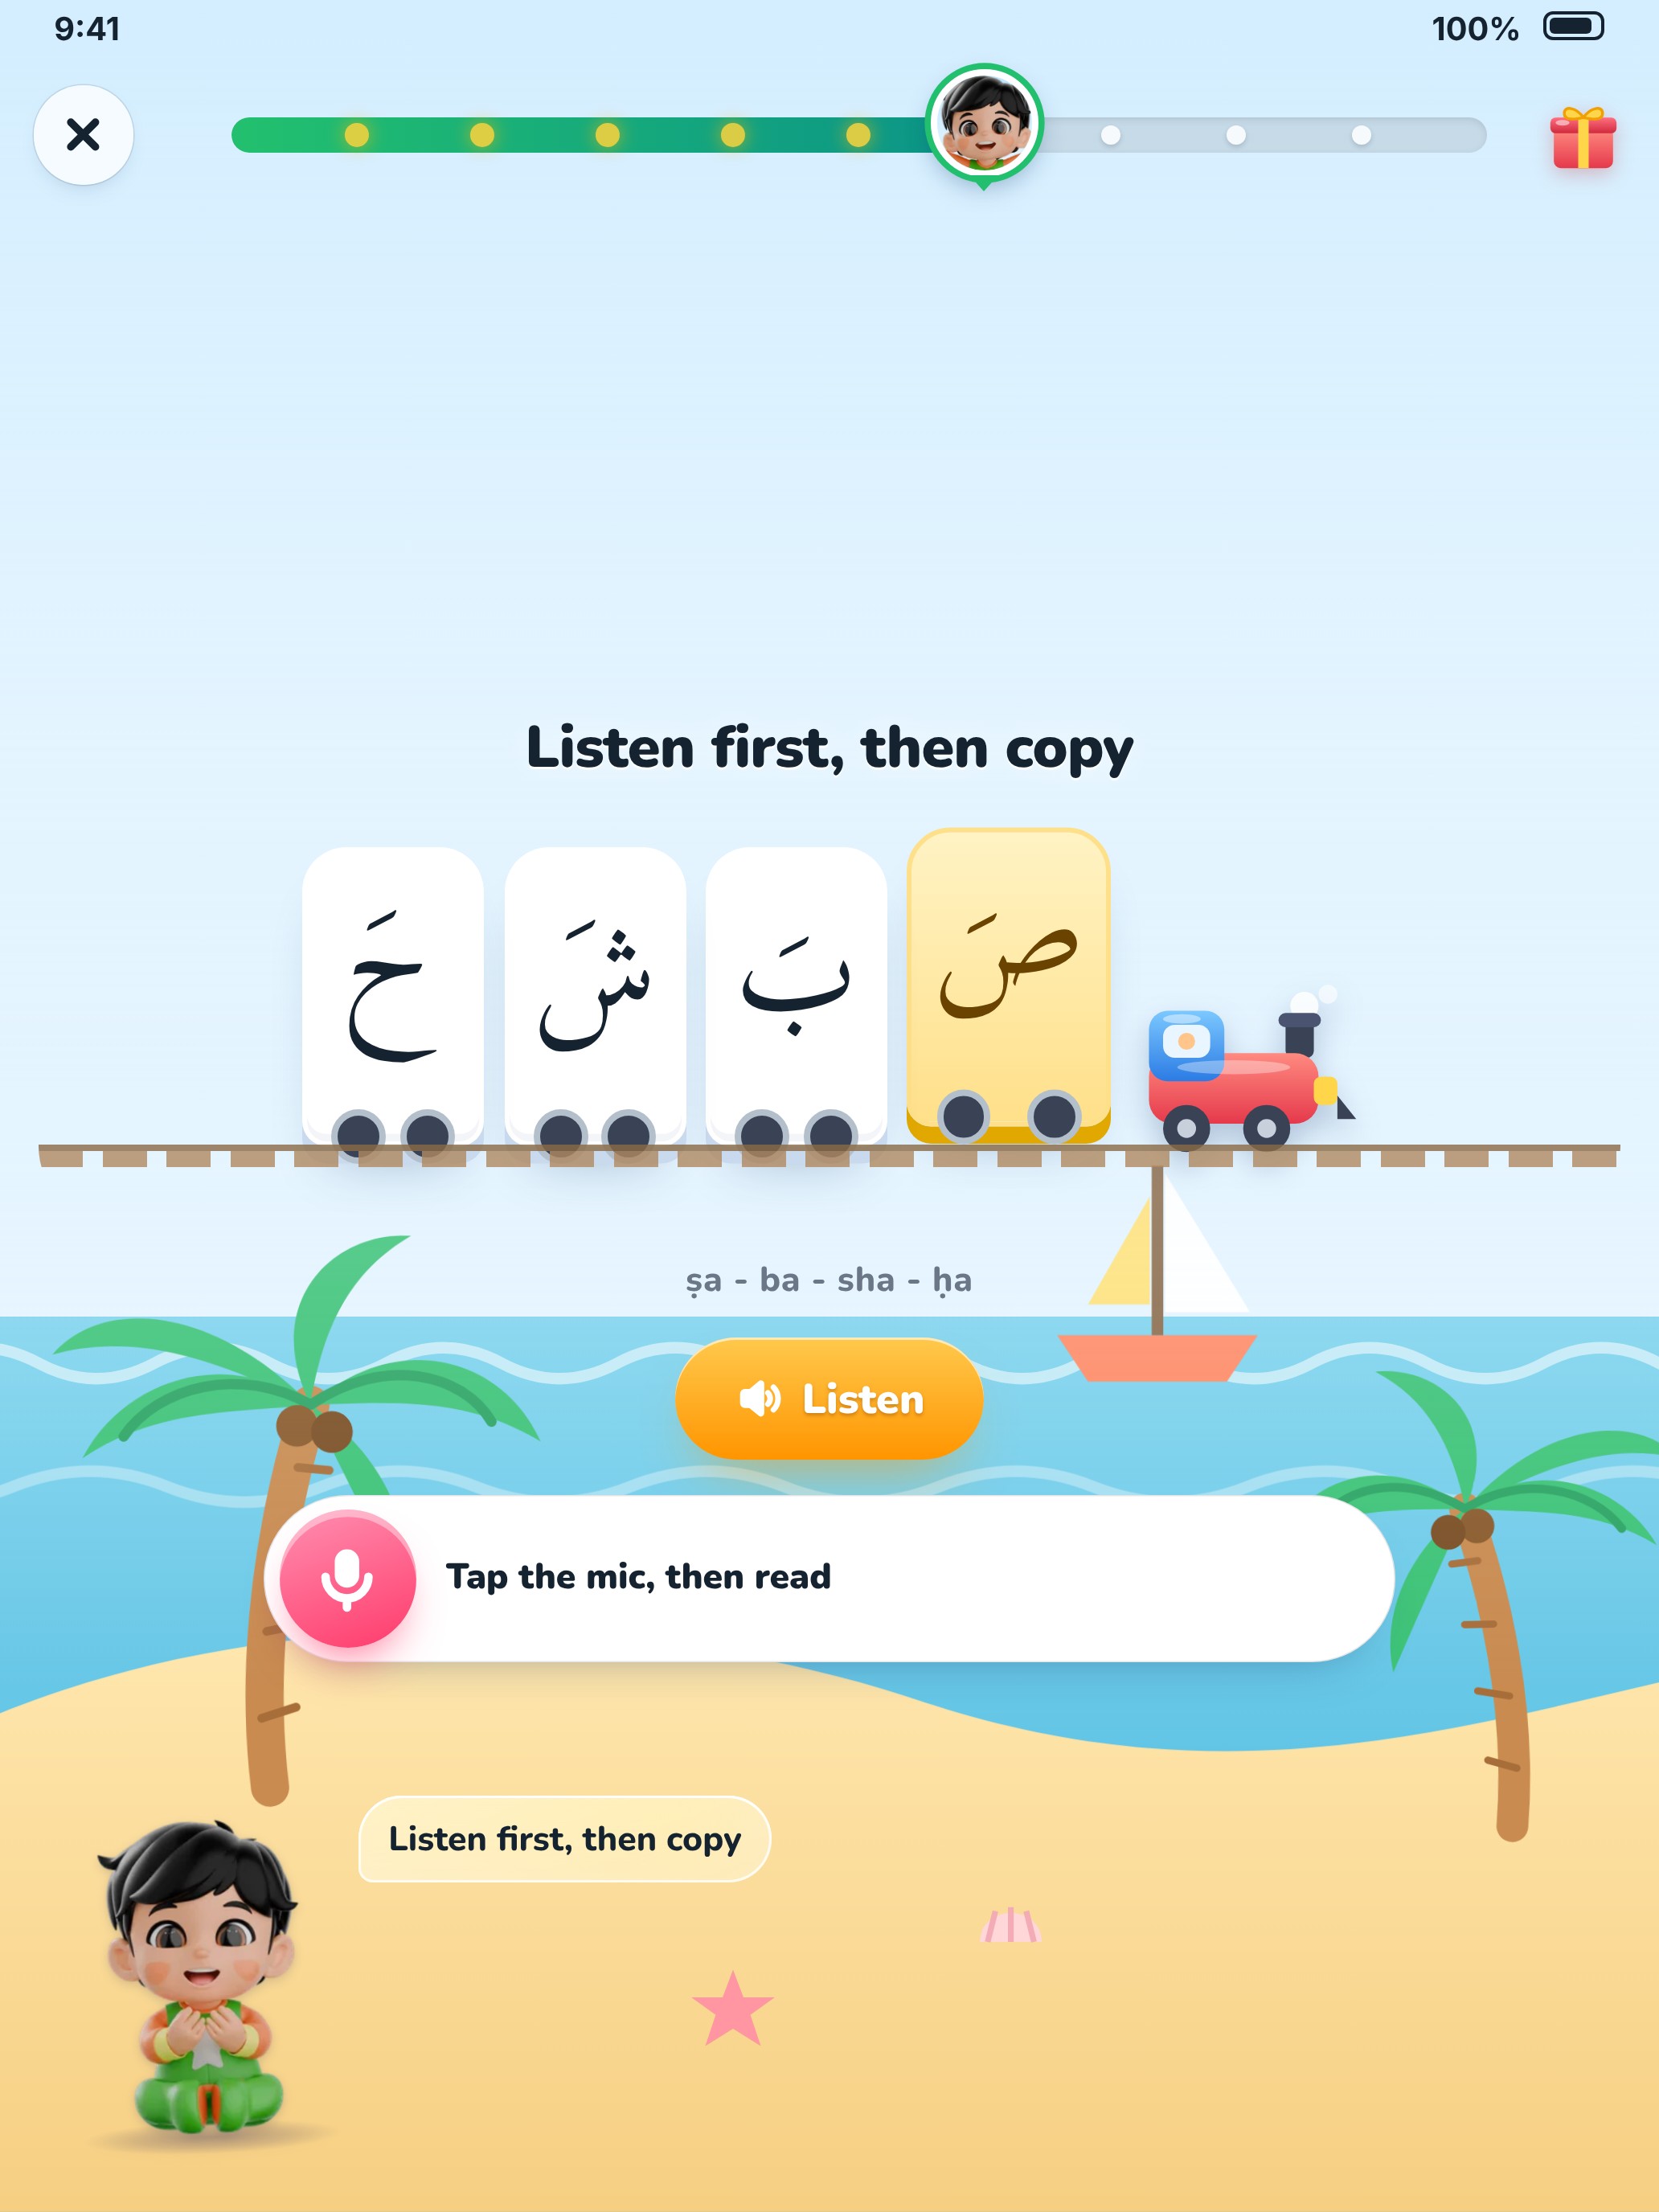 9:41
100%
Listen first, then copy
صَ بَ شَ حَ
ṣa - ba - sha - ḥa
Listen
Tap the mic, then read
Listen first, then copy